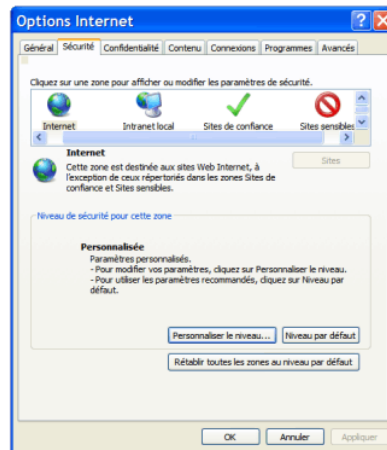 Options Internet
Général Sécurité Confidentialité Contenu Connexions Programmes Avancés
Cliquez sur une zone pour afficher ou modifier les paramètres de sécurité.
Internet Intranet local Sites de confiance Sites sensibles
Internet
Cette zone est destinée aux sites Web Internet, à
l'exception de ceux répertoriés dans les zones Sites de
confiance et Sites sensibles.
Sites
Niveau de sécurité pour cette zone
Personnalisée
Paramètres personnalisés.
- Pour modifier vos paramètres, cliquez sur Personnaliser le niveau.
- Pour utiliser les paramètres recommandés, cliquez sur Niveau par
défaut.
Personnaliser le niveau... Niveau par défaut
Rétablir toutes les zones au niveau par défaut
OK Annuler Appliquer